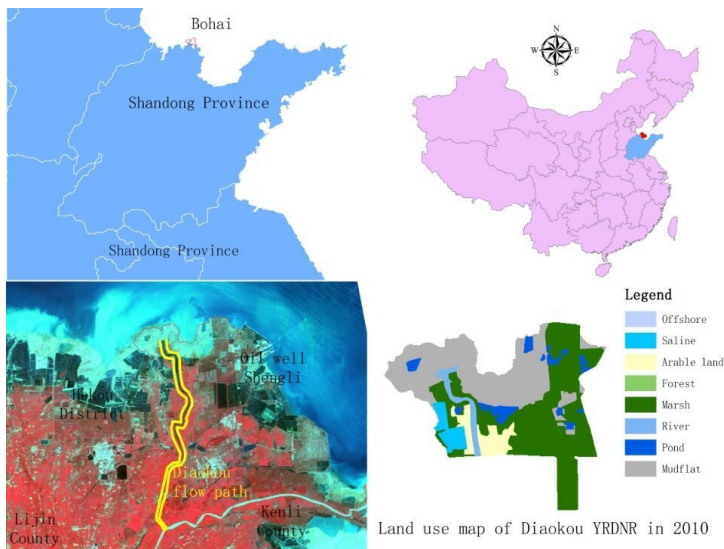 Bohai
Shandong Province
Shandong Province
N
W E
S
Oil well
Shengli
Hekou
District
Diaokou
flow path
Kenli
County
Lijin
County
Legend
Offshore
Saline
Arable land
Forest
Marsh
River
Pond
Mudflat
Land use map of Diaokou YRDNR in 2010